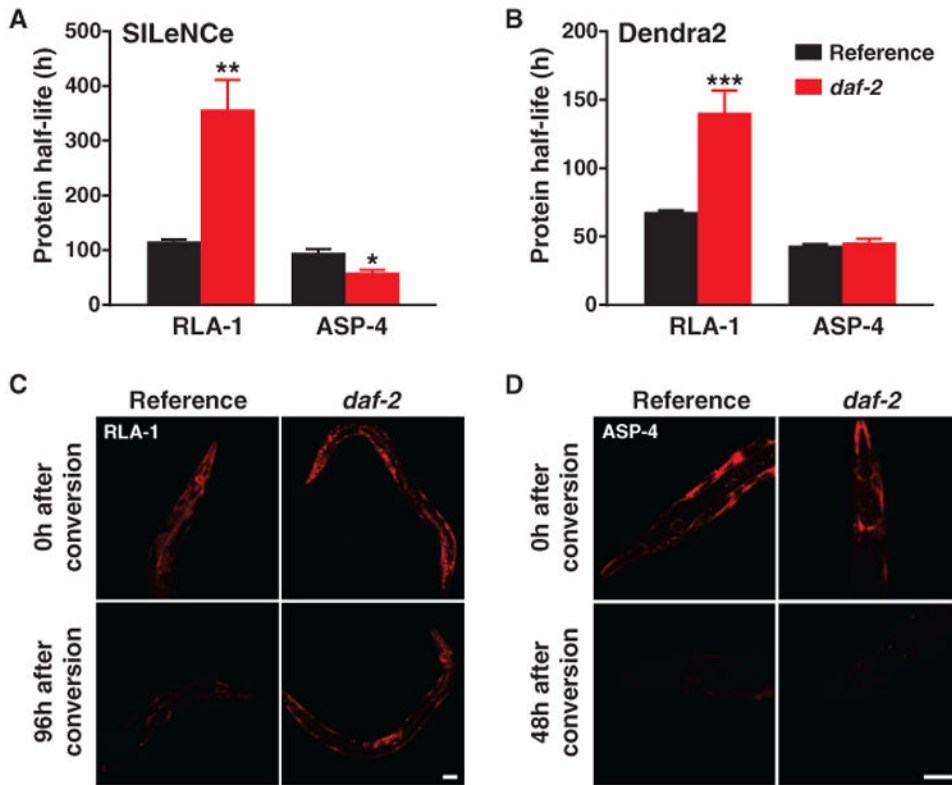 A
SILeNCe
Protein half-life (h)
500
400
300
200
100
0
**
*
RLA-1
ASP-4
B
Dendra2
Protein half-life (h)
200
150
100
50
0
***
Reference
daf-2
RLA-1
ASP-4
C
Reference
daf-2
RLA-1
0h after
conversion
96h after
conversion
D
Reference
daf-2
ASP-4
0h after
conversion
48h after
conversion